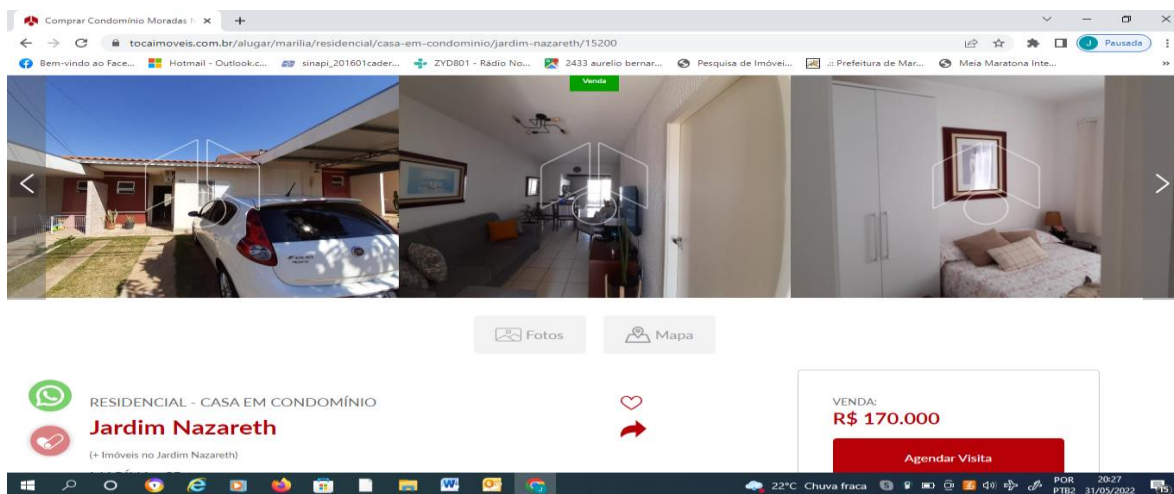 Comprar Condomínio Moradas N
tocaimoveis.com.br/alugar/marilia/residencial/casa-em-condominio/jardim-nazareth/15200
J Pausada
Bem-vindo ao Face... Hotmail - Outlook.c... sinapi_201601cader... ZYD801 - Rádio No... 2433 aurelio bernar... Pesquisa de Imóvei... .:: Prefeitura de Mar... Meia Maratona Inte... »
Venda
Fotos Mapa
RESIDENCIAL - CASA EM CONDOMÍNIO
Jardim Nazareth
(+ Imóveis no Jardim Nazareth)
VENDA:
R$ 170.000
Agendar Visita
22°C Chuva fraca
POR
PTB2
20:27
31/05/2022